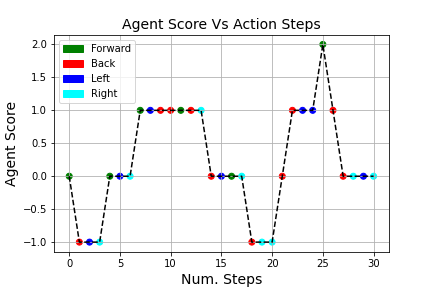 Agent Score Vs Action Steps
Agent Score
2.0
1.5
1.0
0.5
0.0
−0.5
−1.0
Forward
Back
Left
Right
0 5 10 15 20 25 30
Num. Steps